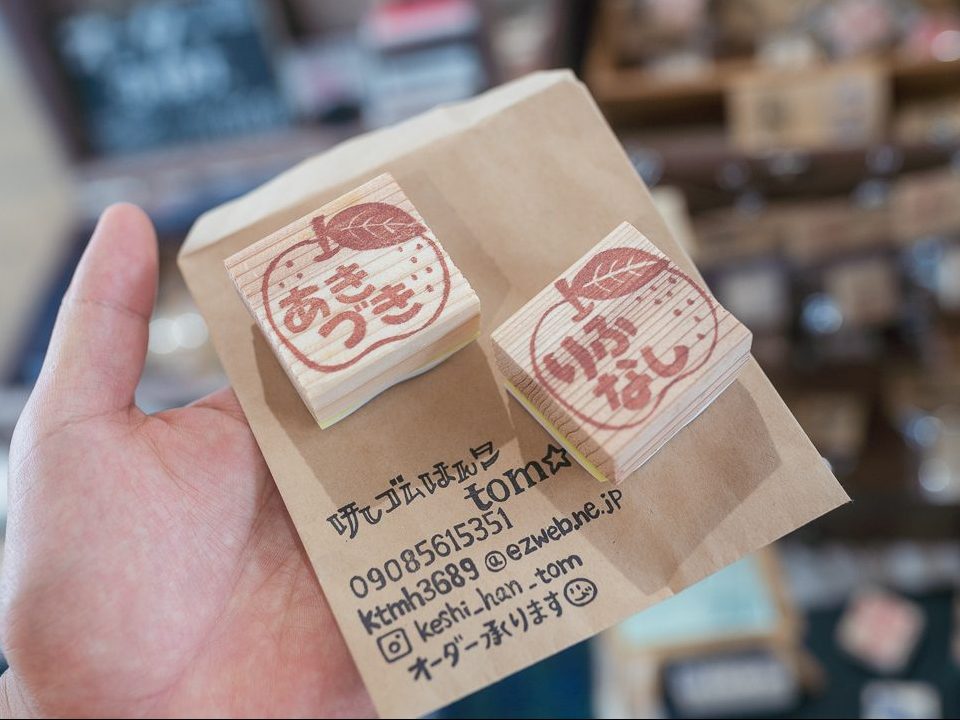 あき
づき
りふ
なし
けしゴムはんこ
tom☆
09085615351
ktmh3689@ezweb.ne.jp
keshi_han_tom
オーダー承ります